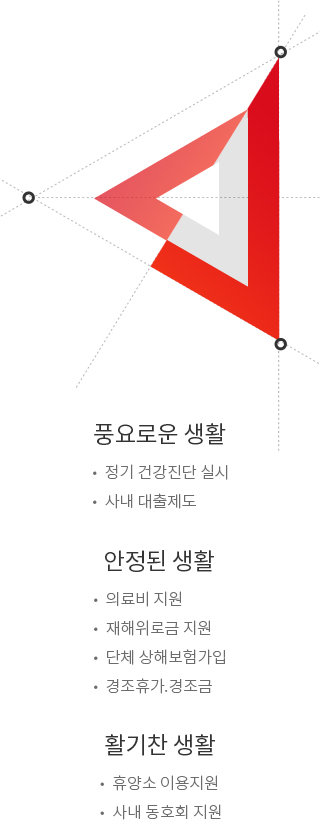 풍요로운 생활
• 정기 건강진단 실시
• 사내 대출제도
안정된 생활
• 의료비 지원
• 재해위로금 지원
• 단체 상해보험가입
• 경조휴가.경조금
활기찬 생활
• 휴양소 이용지원
• 사내 동호회 지원